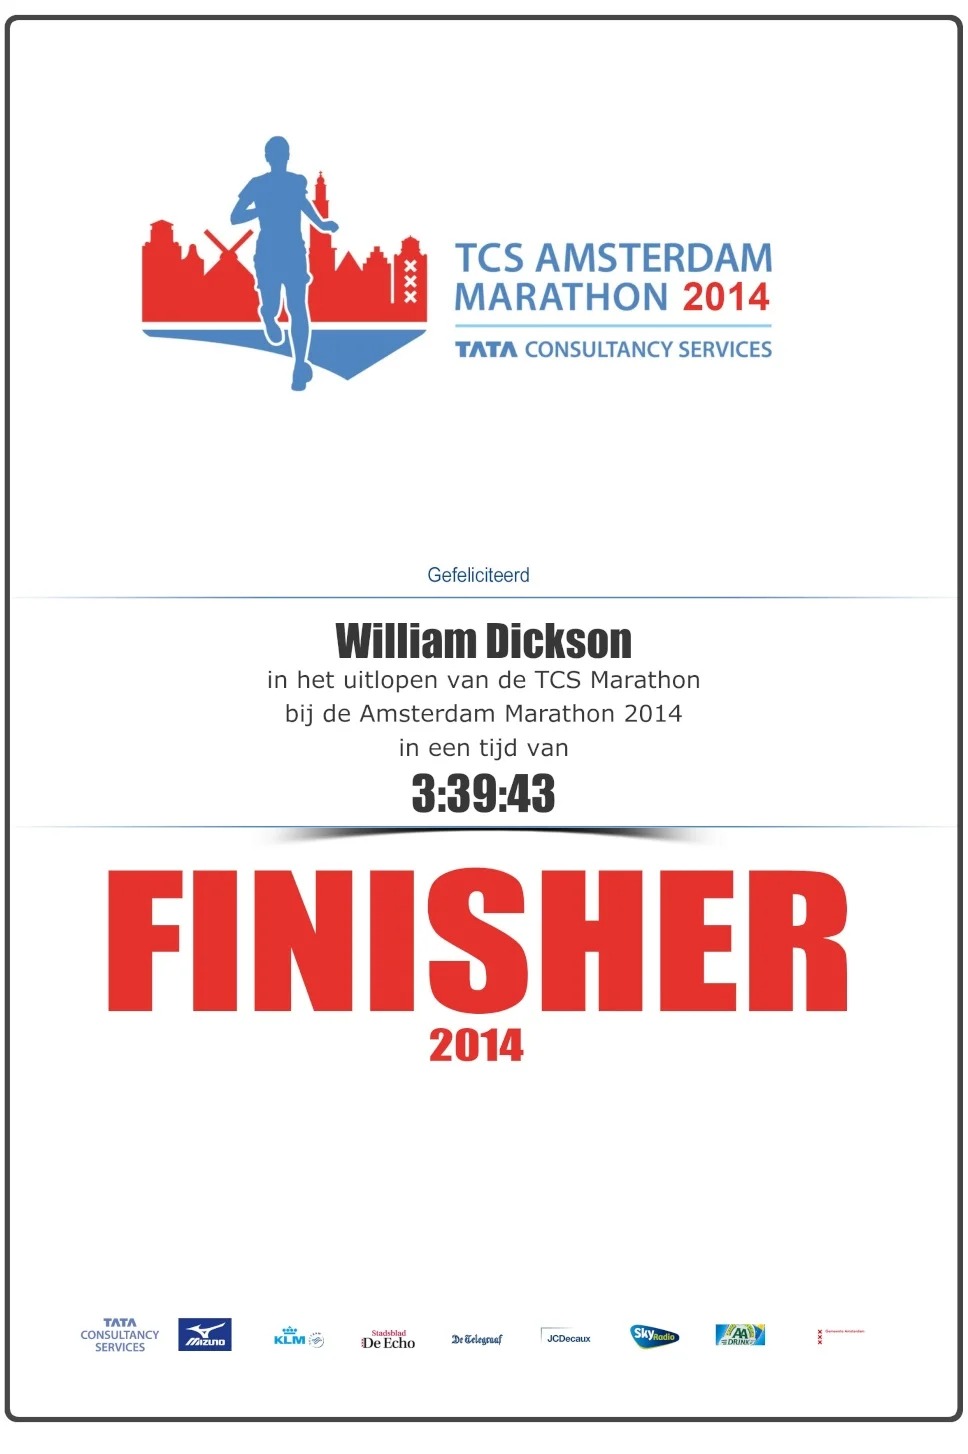 TCS AMSTERDAM
MARATHON 2014
TATA CONSULTANCY SERVICES
Gefeliciteerd
William Dickson
in het uitlopen van de TCS Marathon
bij de Amsterdam Marathon 2014
in een tijd van
3:39:43
FINISHER
2014
TATA
CONSULTANCY
SERVICES
MIZUNO
KLM
Stadsblad
De Echo
De Telegraaf
JCDecaux
Sky Radio
AA
DRINK
Gemeente Amsterdam